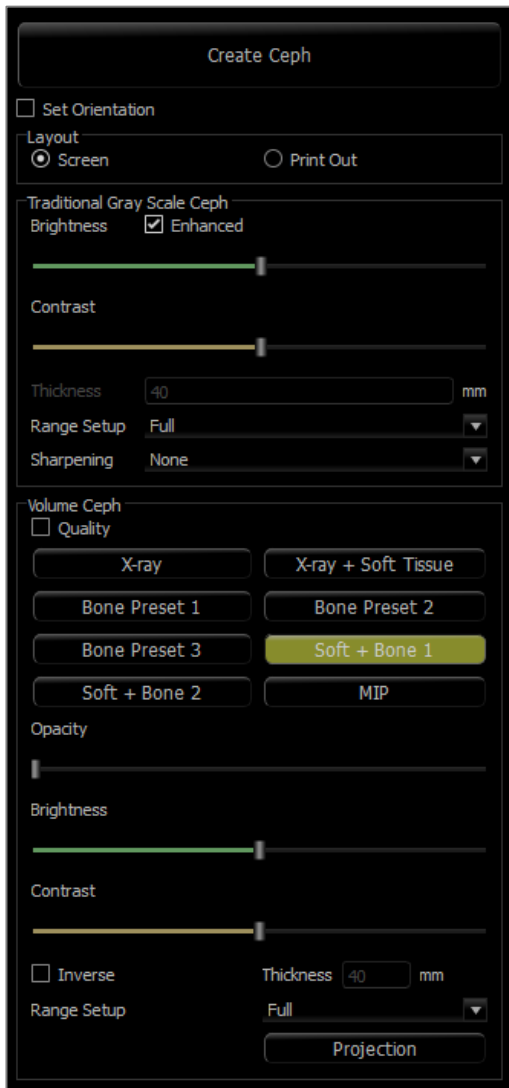 Create Ceph
Set Orientation
Layout
Screen Print Out
Traditional Gray Scale Ceph
Brightness Enhanced
Contrast
Thickness 40 mm
Range Setup Full
Sharpening None
Volume Ceph
Quality
X-ray X-ray + Soft Tissue
Bone Preset 1 Bone Preset 2
Bone Preset 3 Soft + Bone 1
Soft + Bone 2 MIP
Opacity
Brightness
Contrast
Inverse Thickness 40 mm
Range Setup Full
Projection